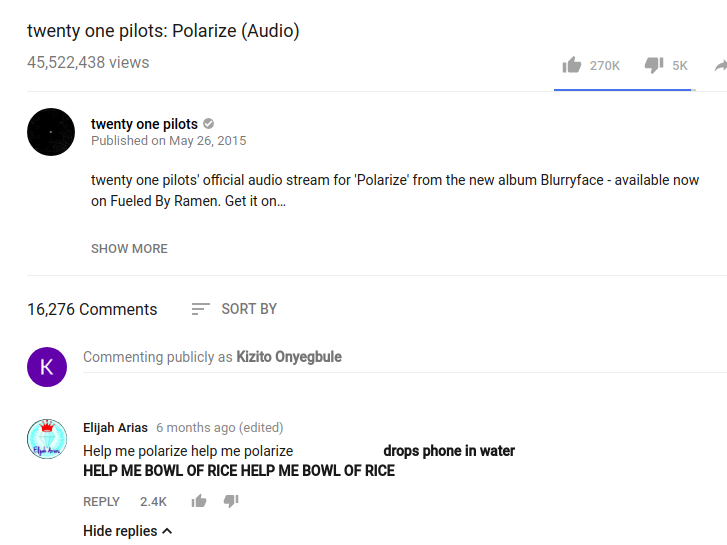 twenty one pilots: Polarize (Audio)
45,522,438 views
270K 5K
twenty one pilots
Published on May 26, 2015
twenty one pilots' official audio stream for 'Polarize' from the new album Blurryface - available now
on Fueled By Ramen. Get it on…
SHOW MORE
16,276 Comments SORT BY
K
Commenting publicly as Kizito Onyegbule
Elijah Arias
Elijah Arias 6 months ago (edited)
Help me polarize help me polarize drops phone in water
HELP ME BOWL OF RICE HELP ME BOWL OF RICE
REPLY 2.4K
Hide replies